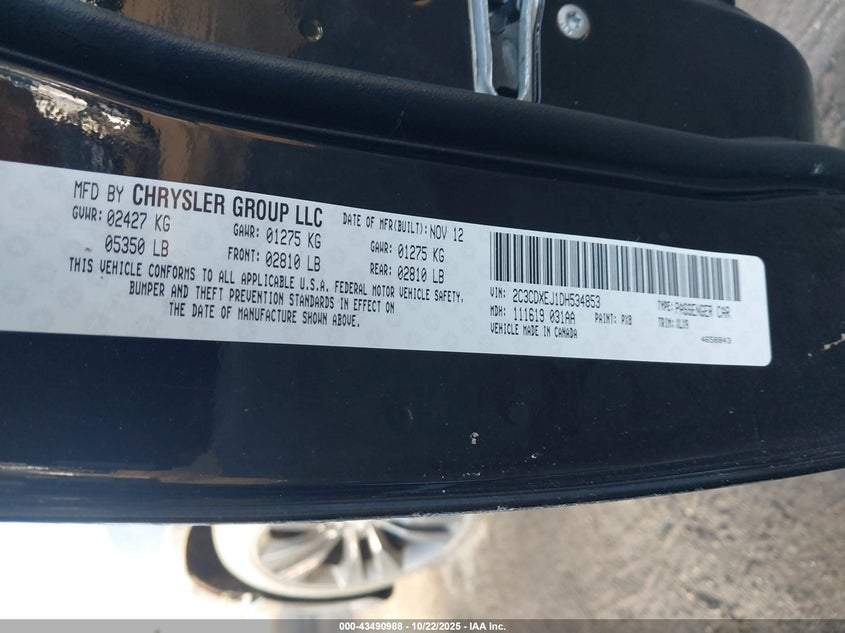 MFD BY CHRYSLER GROUP LLC DATE OF MFR(BUILT): NOV 12
GVWR: 02427 KG GAWR: 01275 KG GAWR: 01275 KG
05350 LB FRONT: 02810 LB REAR: 02810 LB
THIS VEHICLE CONFORMS TO ALL APPLICABLE U.S.A. FEDERAL MOTOR VEHICLE SAFETY,
BUMPER AND THEFT PREVENTION STANDARDS IN EFFECT ON
THE DATE OF MANUFACTURE SHOWN ABOVE.
VIN: 2C3CDXEJ1DH534853 TYPE: PASSENGER CAR
MDH: 111619 031AA PAINT: PX8 TRIM: XLX9
VEHICLE MADE IN CANADA 4658843
000-43490988 - 10/22/2025 - IAA Inc.